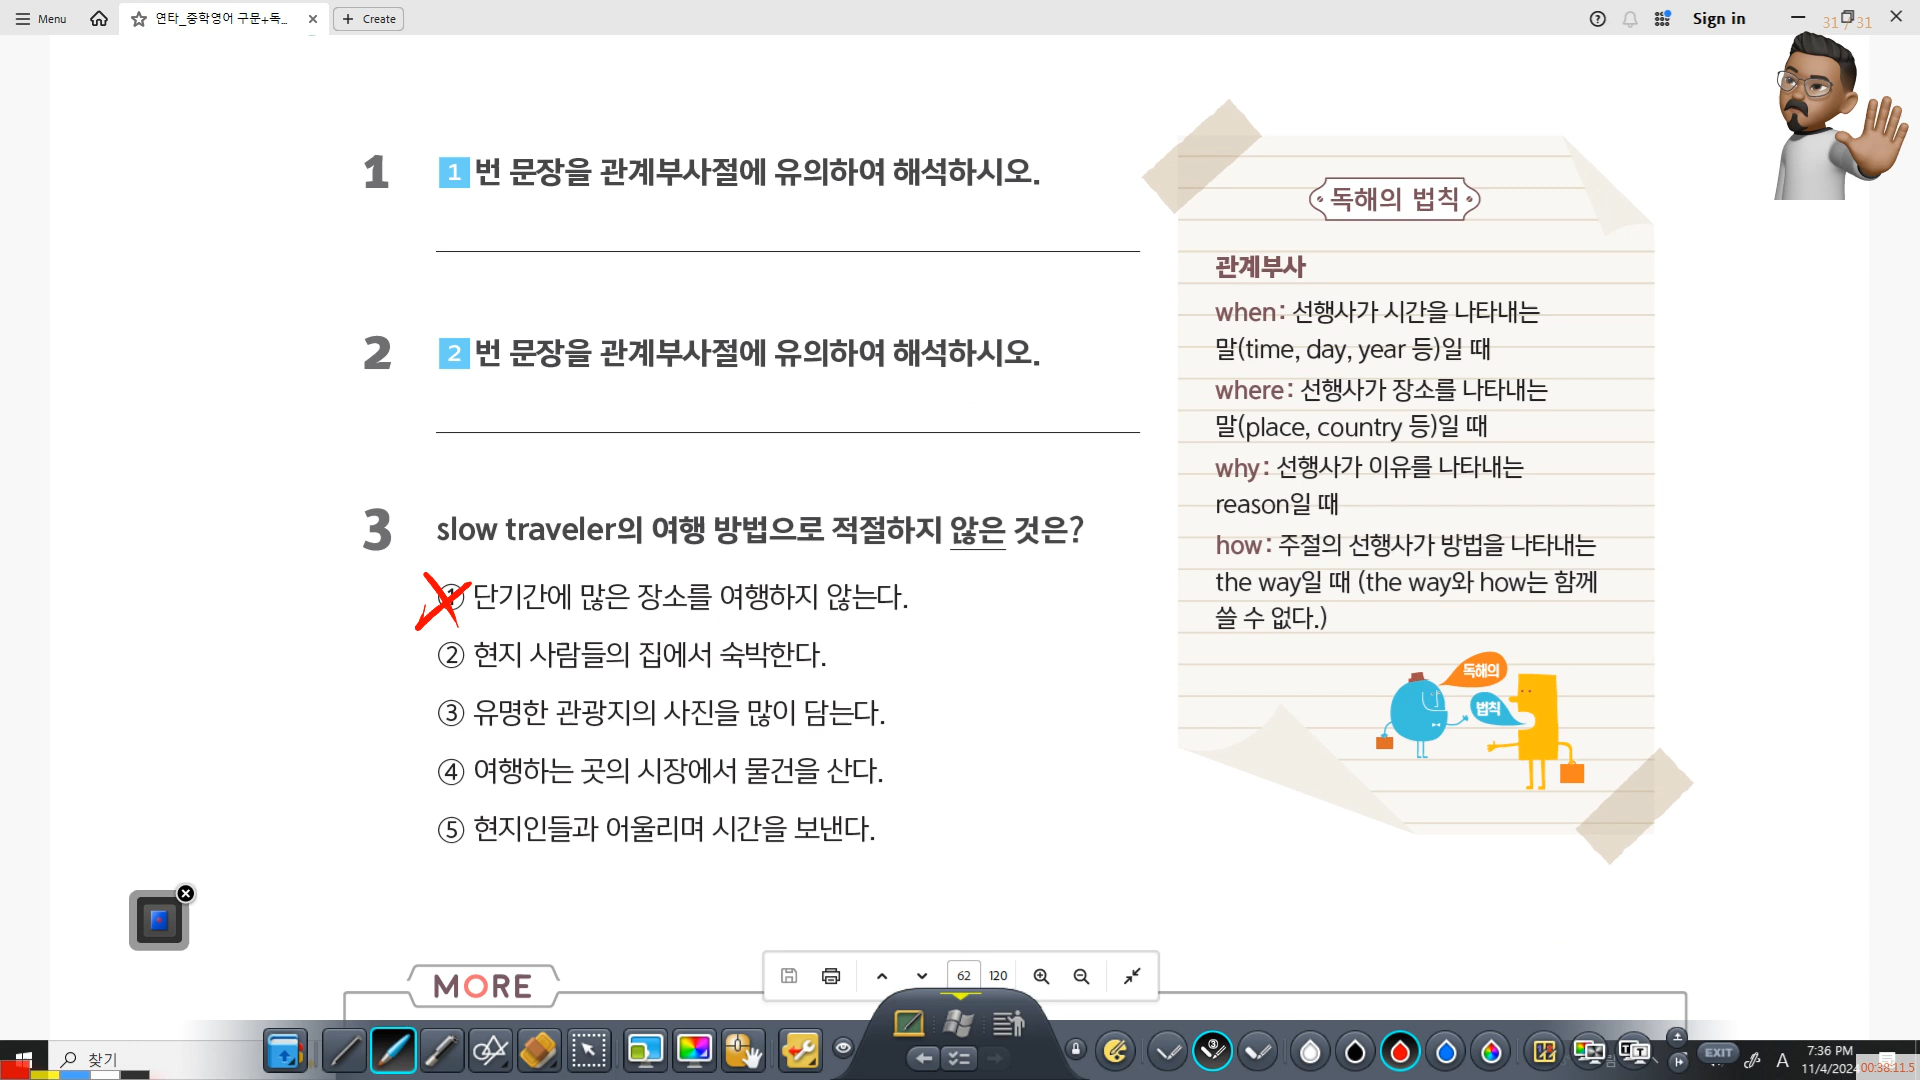 Menu
연타_중학영어 구문+독...
Create
Sign in
31 / 31
1
1 번 문장을 관계부사절에 유의하여 해석하시오.
2
2 번 문장을 관계부사절에 유의하여 해석하시오.
3
slow traveler의 여행 방법으로 적절하지 않은 것은?
① 단기간에 많은 장소를 여행하지 않는다.
② 현지 사람들의 집에서 숙박한다.
③ 유명한 관광지의 사진을 많이 담는다.
④ 여행하는 곳의 시장에서 물건을 산다.
⑤ 현지인들과 어울리며 시간을 보낸다.
독해의 법칙
관계부사
when: 선행사가 시간을 나타내는
말(time, day, year 등)일 때
where: 선행사가 장소를 나타내는
말(place, country 등)일 때
why: 선행사가 이유를 나타내는
reason일 때
how: 주절의 선행사가 방법을 나타내는
the way일 때 (the way와 how는 함께
쓸 수 없다.)
독해의
법칙
MORE
62
120
찾기
3
EXIT
A
7:36 PM
11/4/2024
00:38:11.5